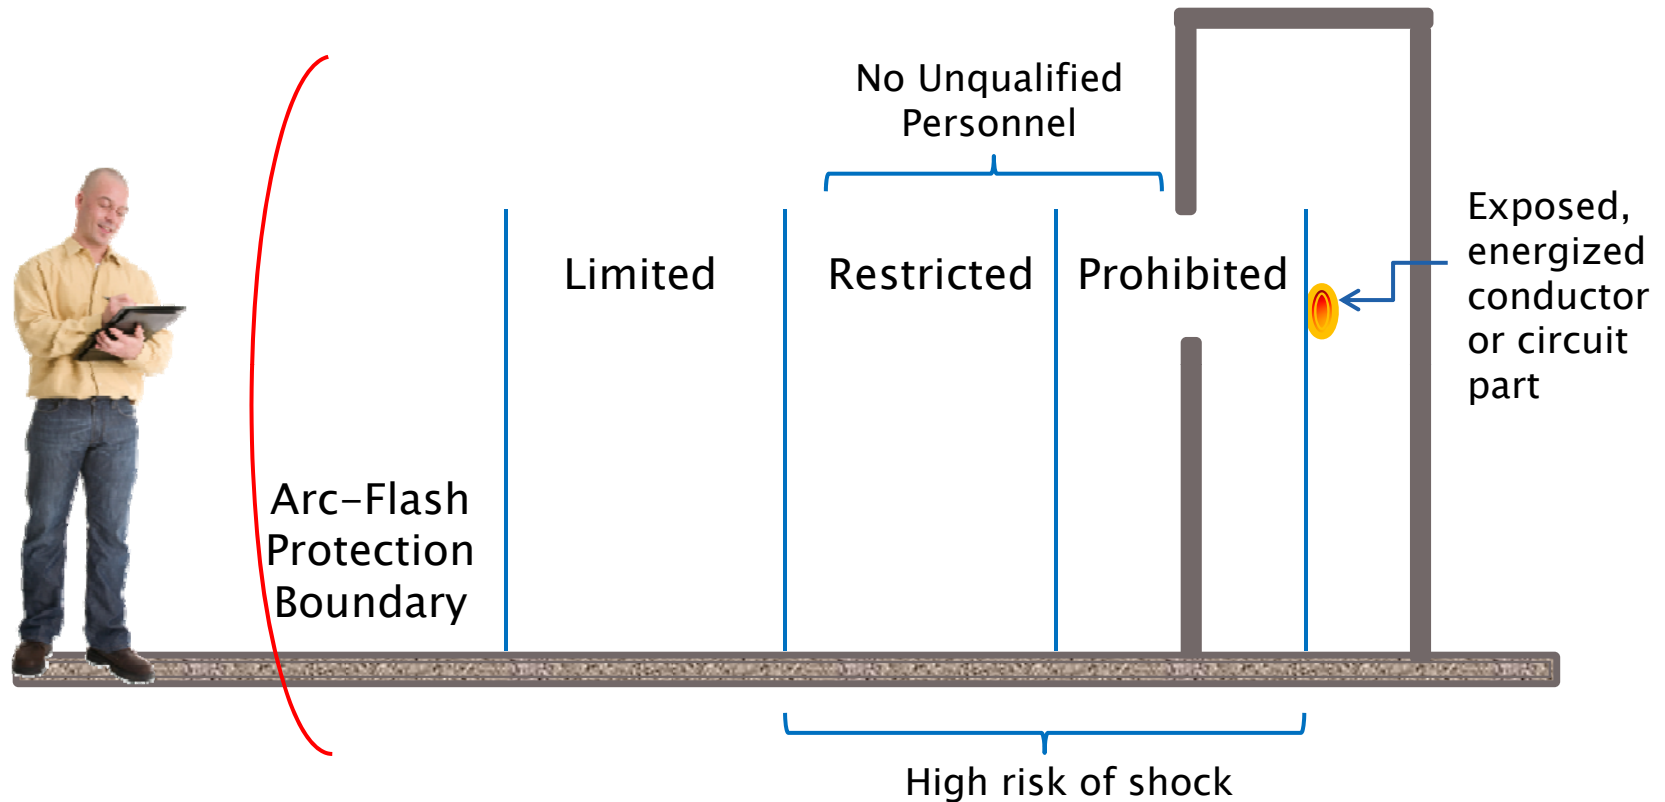 No Unqualified
Personnel
Limited
Restricted
Prohibited
Exposed,
energized
conductor
or circuit
part
Arc-Flash
Protection
Boundary
High risk of shock